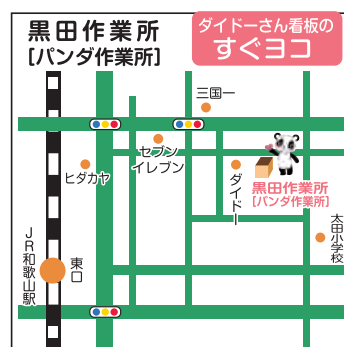 黒田作業所
[パンダ作業所]
ダイドーさん看板の
すぐヨコ
三国一
セブン
イレブン
ヒダカヤ
ダイドー
黒田作業所
[パンダ作業所]
太田小学校
JR和歌山駅
東口